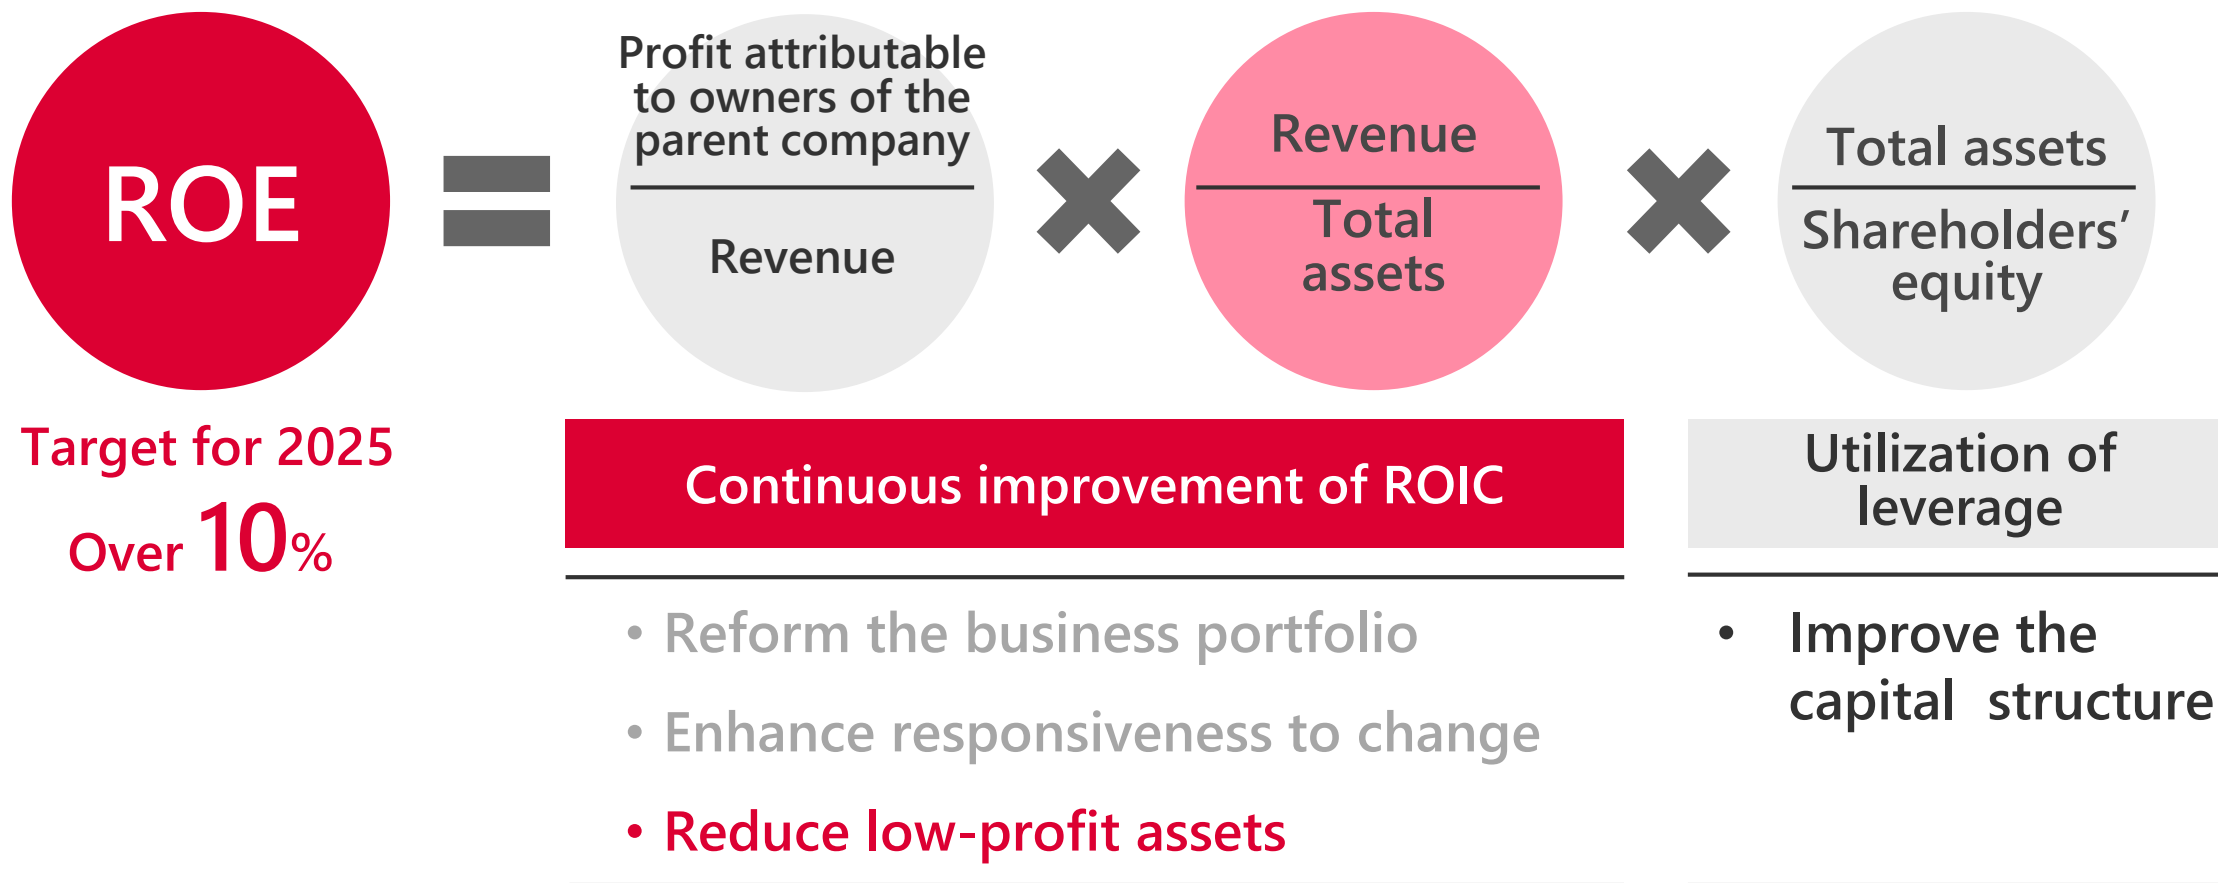 ROE
Profit attributable
to owners of the
parent company
Revenue
Revenue
Total
assets
Total assets
Shareholders’
equity
Target for 2025
Over 10%
Continuous improvement of ROIC
• Reform the business portfolio
• Enhance responsiveness to change
• Reduce low-profit assets
Utilization of
leverage
• Improve the
capital structure